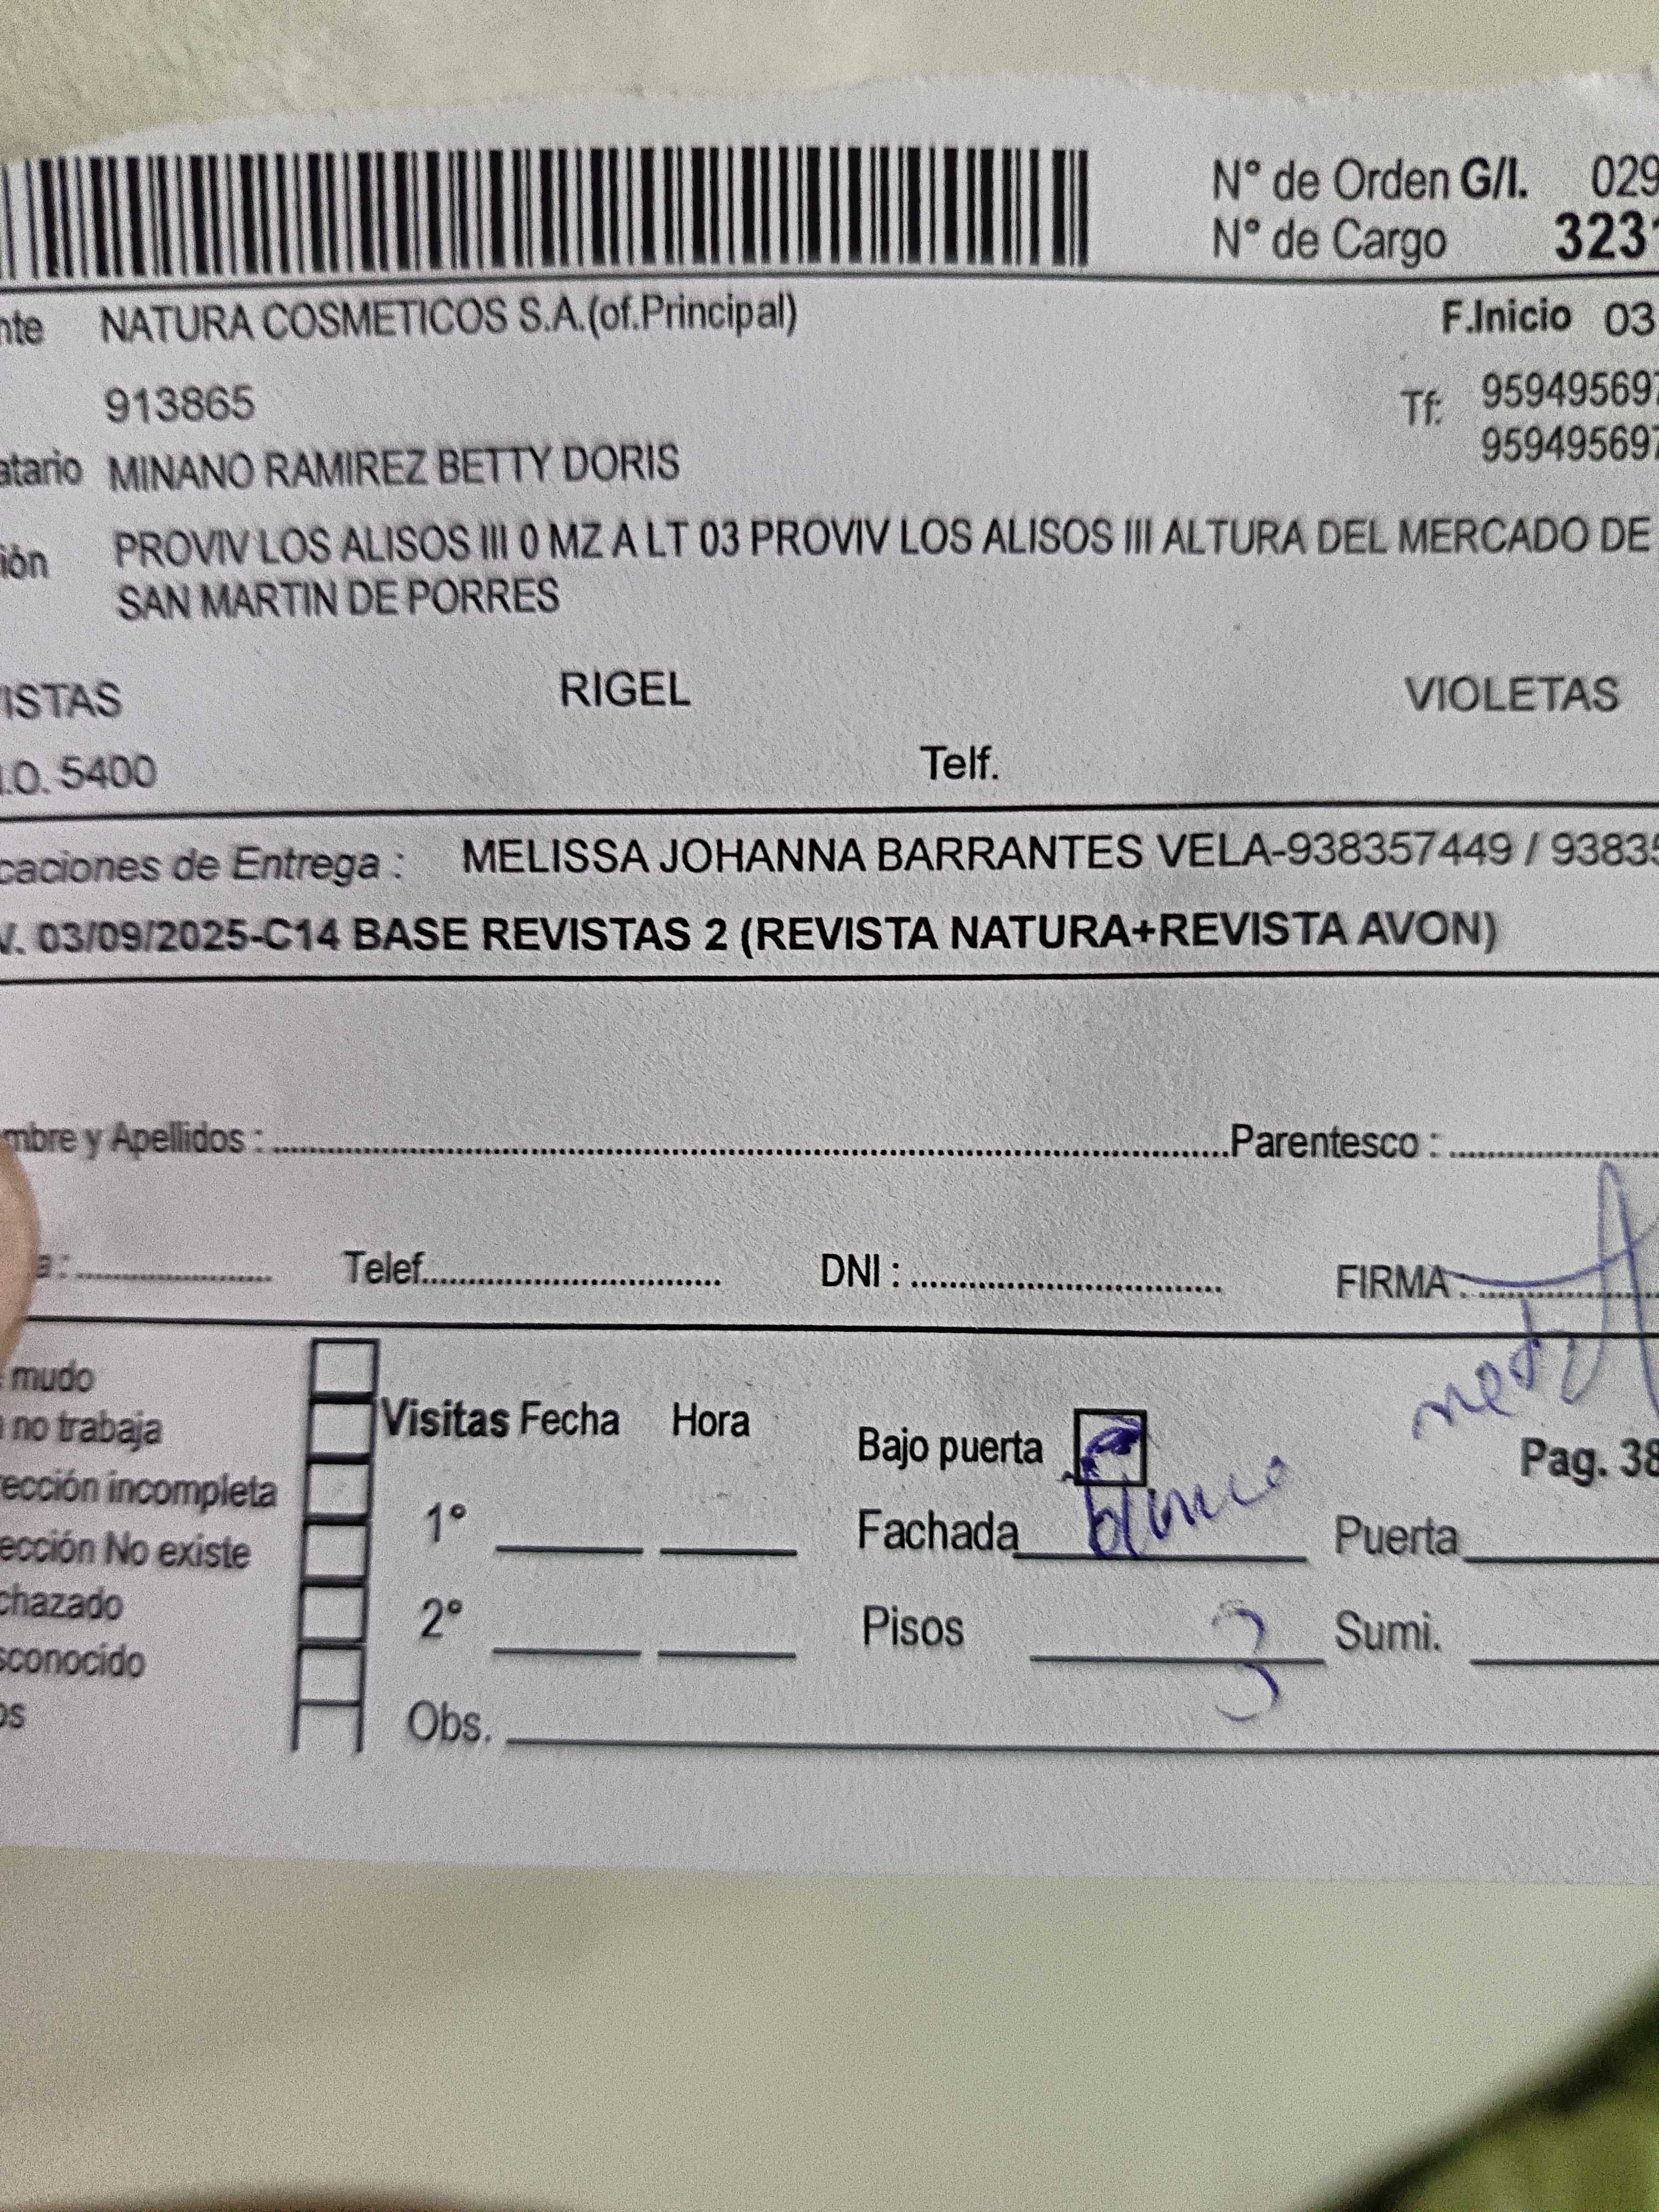 N° de Orden G/I. 029
N° de Cargo 3231
nte NATURA COSMETICOS S.A.(of.Principal) F.Inicio 03
913865 Tf: 959495697
959495697
atario MINANO RAMIREZ BETTY DORIS
ión PROVIV LOS ALISOS III 0 MZ A LT 03 PROVIV LOS ALISOS III ALTURA DEL MERCADO DE
SAN MARTIN DE PORRES
ISTAS RIGEL VIOLETAS
.O. 5400 Telf.
caciones de Entrega : MELISSA JOHANNA BARRANTES VELA-938357449 / 93835
V. 03/09/2025-C14 BASE REVISTAS 2 (REVISTA NATURA+REVISTA AVON)
mbre y Apellidos : Parentesco :
a : Telef. DNI : FIRMA :
mudo
no trabaja Visitas Fecha Hora Bajo puerta Pag. 38
rección incompleta
ección No existe 1° Fachada blanco Puerta
chazado
sconocido 2° Pisos 3 Sumi.
os Obs.